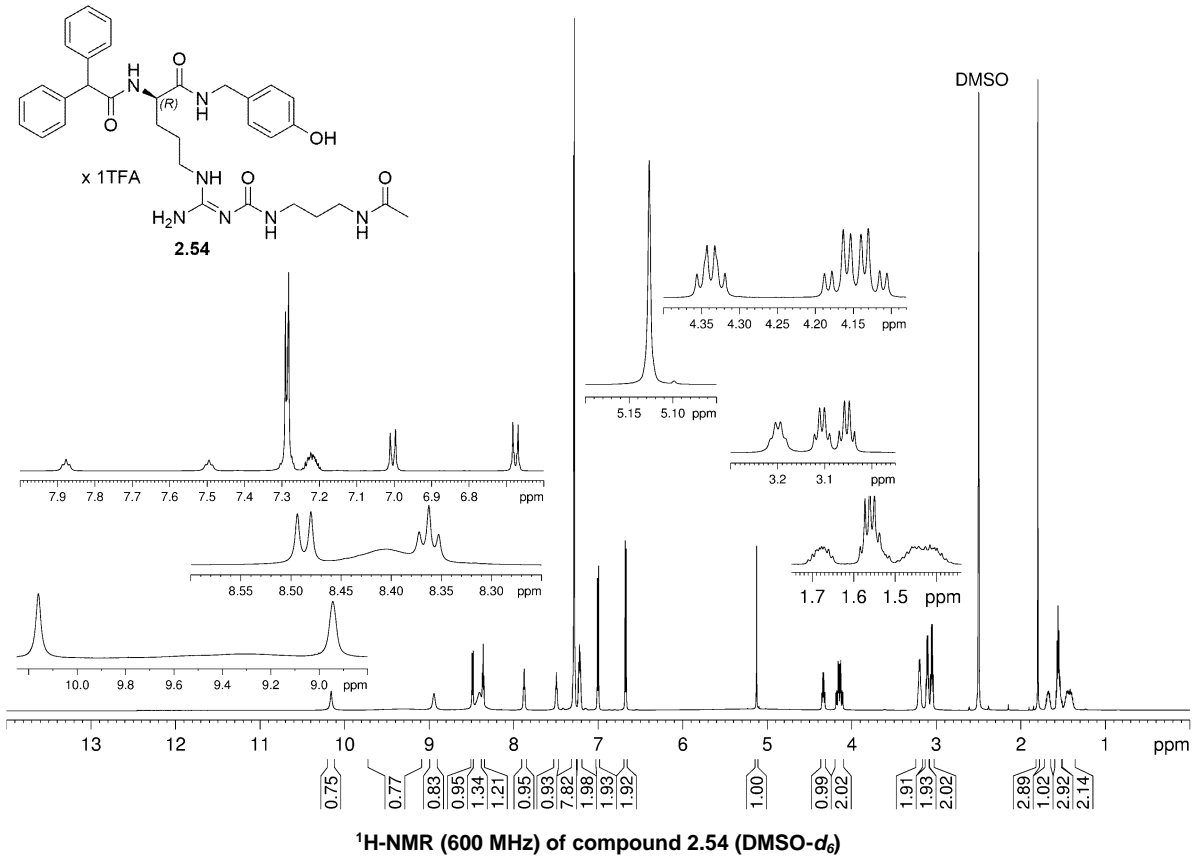 H
N
O
(R)
N
H
O
OH
x 1TFA
NH
O
O
H₂N
N
N
H
N
H
2.54
DMSO
4.35 4.30 4.25 4.20 4.15 ppm
5.15 5.10 ppm
3.2 3.1 ppm
7.9 7.8 7.7 7.6 7.5 7.4 7.3 7.2 7.1 7.0 6.9 6.8 ppm
1.7 1.6 1.5 ppm
8.55 8.50 8.45 8.40 8.35 8.30 ppm
10.0 9.8 9.6 9.4 9.2 9.0 ppm
13 12 11 10 9 8 7 6 5 4 3 2 1 ppm
0.75 0.77 0.83 0.95 1.34 1.21 0.95 0.93 7.82 1.98 1.93 1.92 1.00 0.99 2.02 1.91 1.93 2.02 2.89 1.02 2.92 2.14
¹H-NMR (600 MHz) of compound 2.54 (DMSO-d₆)